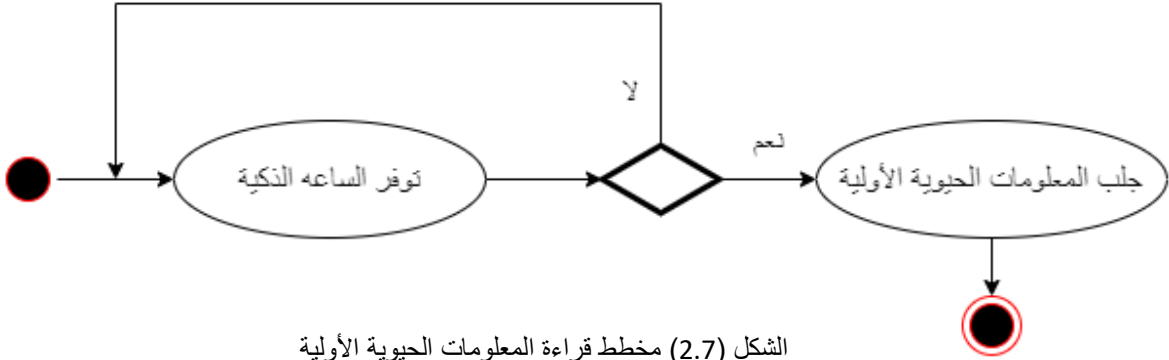 لا
نعم
توفر الساعه الذكية
جلب المعلومات الحيوية الأولية
الشكل (2.7) مخطط قراءة المعلومات الحيوية الأولية